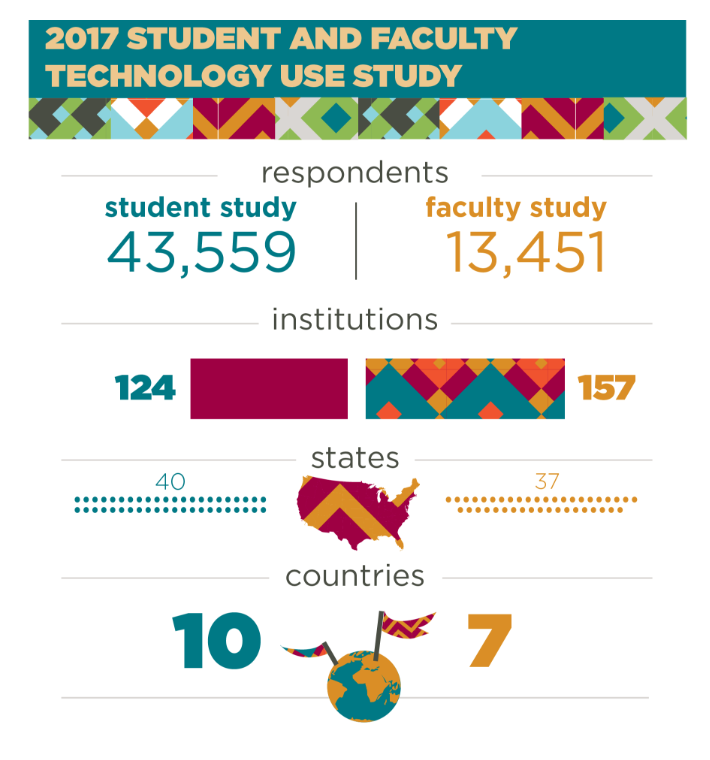 2017 STUDENT AND FACULTY
TECHNOLOGY USE STUDY
respondents
student study
faculty study
43,559
13,451
institutions
124
157
states
40
37
countries
10
7